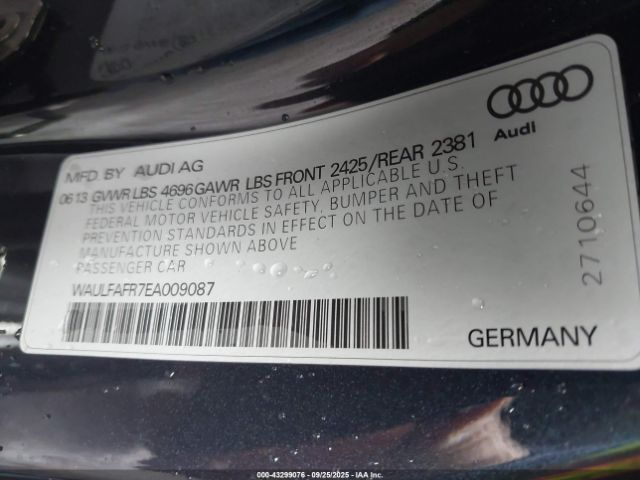 Audi
MFD. BY AUDI AG
0613 GVWR LBS 4696 GAWR LBS FRONT 2425/REAR 2381
THIS VEHICLE CONFORMS TO ALL APPLICABLE U.S.
FEDERAL MOTOR VEHICLE SAFETY, BUMPER AND THEFT
PREVENTION STANDARDS IN EFFECT ON THE DATE OF
MANUFACTURE SHOWN ABOVE
PASSENGER CAR
WAULFAFR7EA009087
GERMANY
2710644
000-43299076 - 09/25/2025 - IAAI.COM